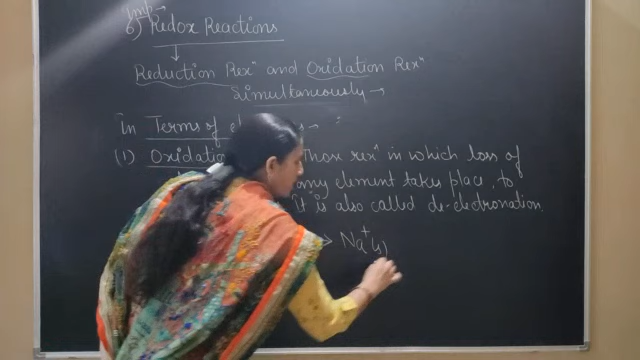 Imp→
6) Redox Reactions
↓
Reduction Rexⁿ and Oxidation Rexⁿ
Simultaneously →
In Terms of
(1) Oxidation Those rexⁿ in which loss of
any element takes place, to
It is also called de-electronation.
→ Na⁺